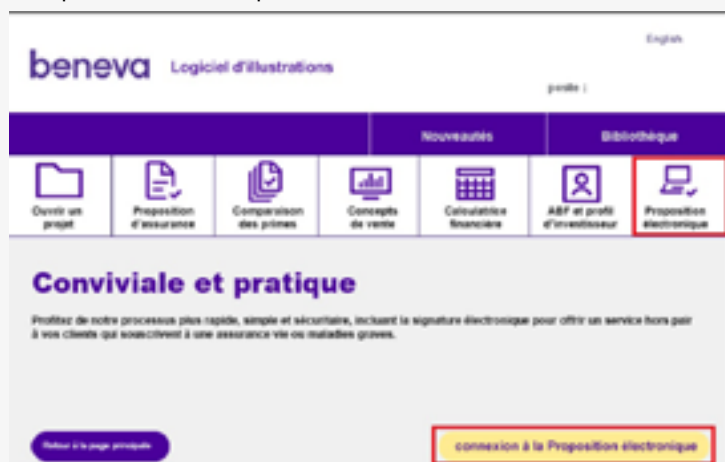 English
beneva Logiciel d'illustrations
Nouveautés Bibliothèque
Ouvrir un projet
Proposition d'assurance
Comparaison des primes
Concepts de vente
Calculatrice financière
ABF et profil d'investisseur
Proposition électronique
Conviviale et pratique
Profitez de notre processus plus rapide, simple et sécuritaire, incluant la signature électronique pour offrir un service hors pair
à vos clients qui souscrivent à une assurance vie ou maladies graves.
Retour à la page principale
connexion à la Proposition électronique